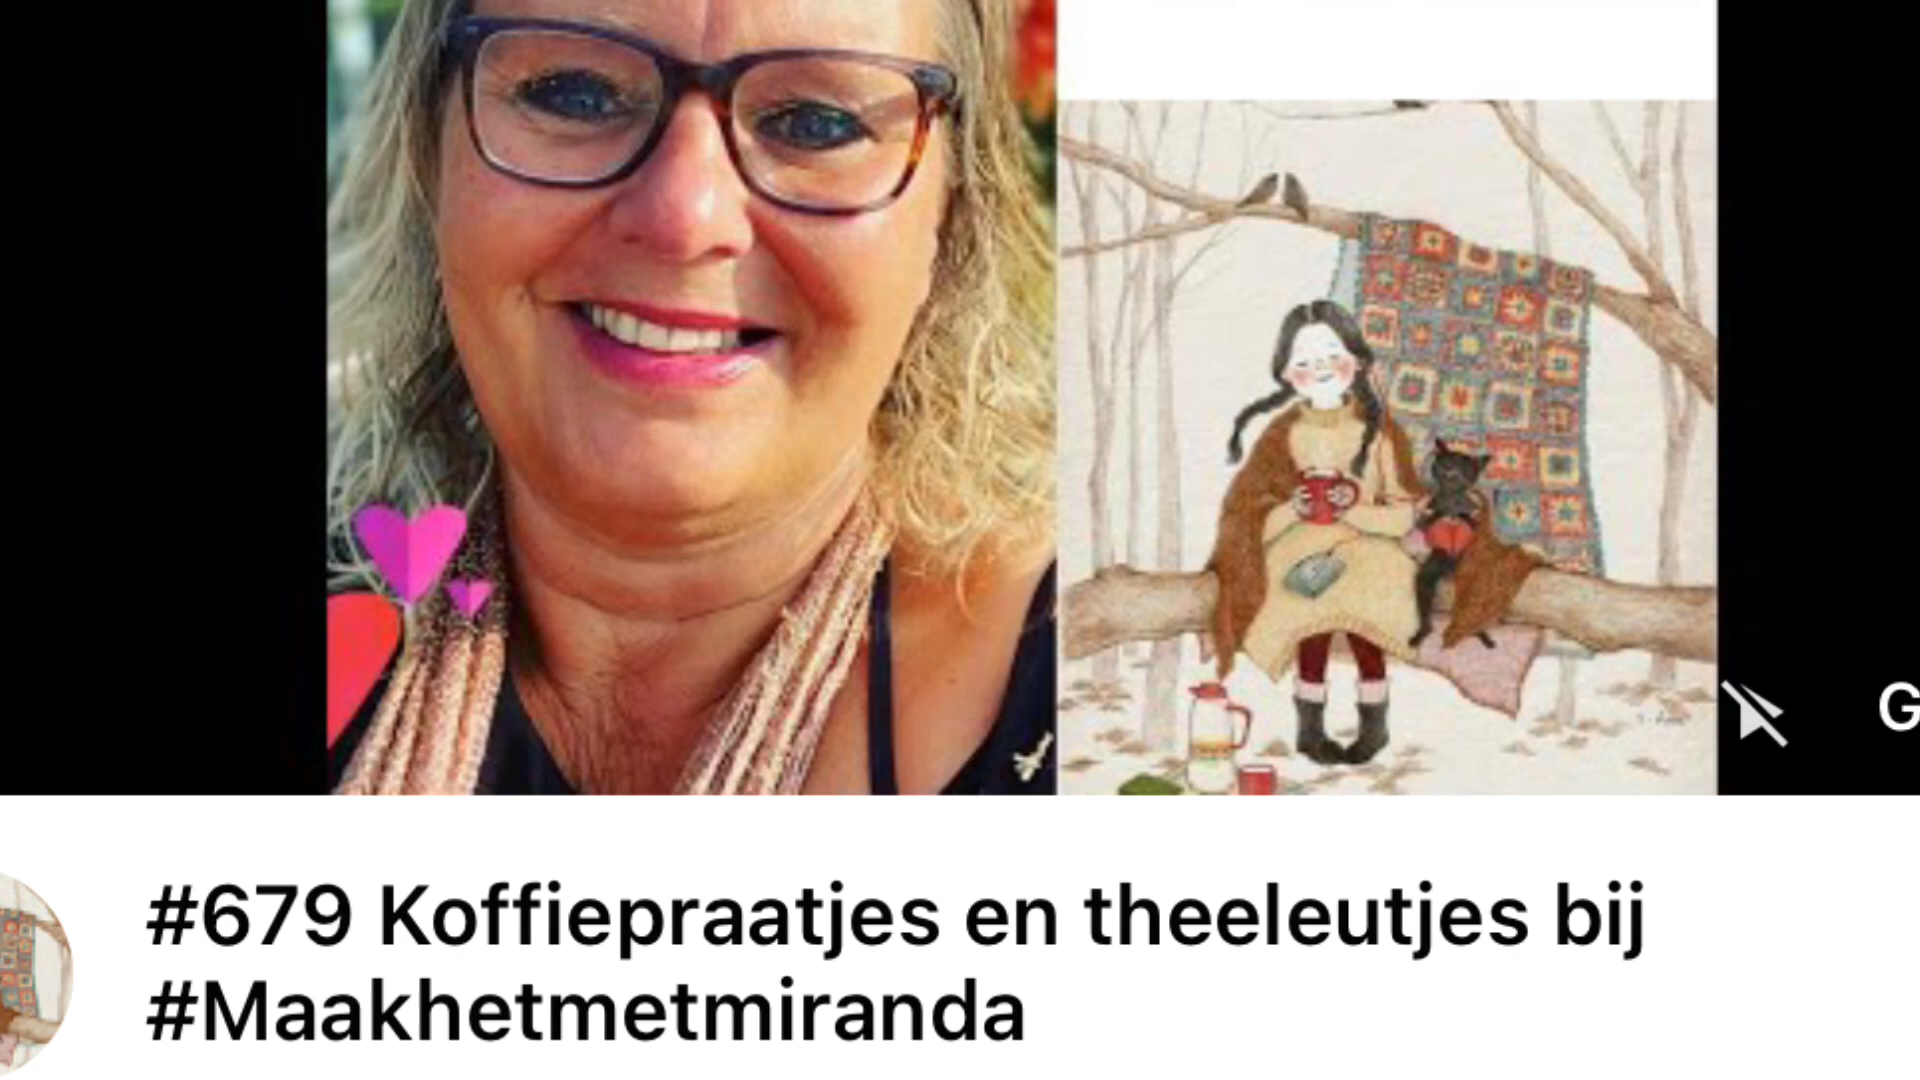 G
#679 Koffiepraatjes en theeleutjes bij
#Maakhetmetmiranda